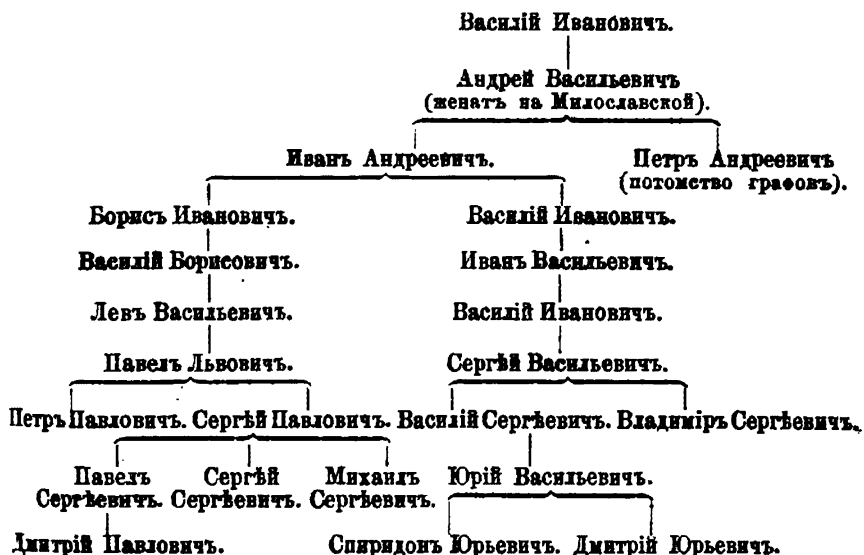 Василій Ивановичъ.
Андрей Васильевичъ
(женатъ на Милославской).
Иванъ Андреевичъ. Петръ Андреевичъ
(потомство графовъ).
Борисъ Ивановичъ. Василій Ивановичъ.
Василій Борисовичъ. Иванъ Васильевичъ.
Левъ Васильевичъ. Василій Ивановичъ.
Павелъ Львовичъ. Сергѣй Васильевичъ.
Петръ Павловичъ. Сергѣй Павловичъ. Василій Сергѣевичъ. Владиміръ Сергѣевичъ.
Павелъ Сергѣй Михаилъ Юрій Васильевичъ.
Сергѣевичъ. Сергѣевичъ. Сергѣевичъ.
Дмитрій Павловичъ. Спиридонъ Юрьевичъ. Дмитрій Юрьевичъ.